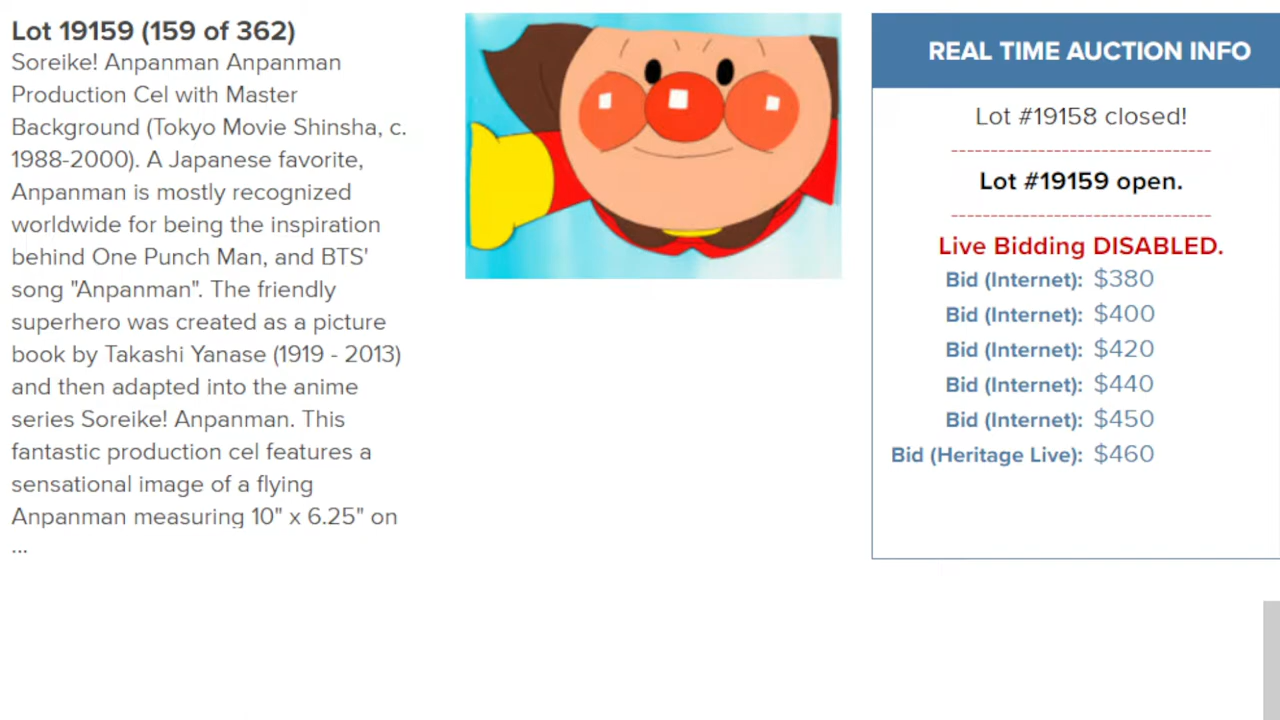 Lot 19159 (159 of 362)
Soreike! Anpanman Anpanman
Production Cel with Master
Background (Tokyo Movie Shinsha, c.
1988-2000). A Japanese favorite,
Anpanman is mostly recognized
worldwide for being the inspiration
behind One Punch Man, and BTS'
song "Anpanman". The friendly
superhero was created as a picture
book by Takashi Yanase (1919 - 2013)
and then adapted into the anime
series Soreike! Anpanman. This
fantastic production cel features a
sensational image of a flying
Anpanman measuring 10" x 6.25" on
...
REAL TIME AUCTION INFO
Lot #19158 closed!
--------------------------------
Lot #19159 open.
--------------------------------
Live Bidding DISABLED.
Bid (Internet): $380
Bid (Internet): $400
Bid (Internet): $420
Bid (Internet): $440
Bid (Internet): $450
Bid (Heritage Live): $460